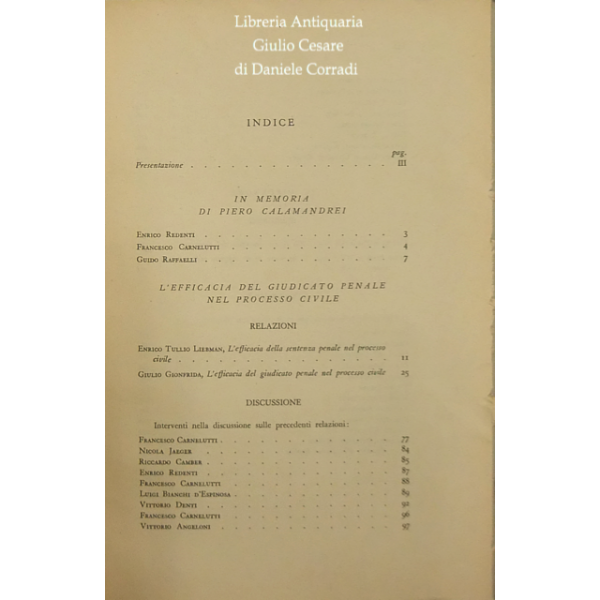 Libreria Antiquaria
Giulio Cesare
di Daniele Corradi
INDICE
pag.
Presentazione . . . . . . . . . . . . . . . III
IN MEMORIA
DI PIERO CALAMANDREI
ENRICO REDENTI . . . . . . . . . . . . . 3
FRANCESCO CARNELUTTI . . . . . . . . . . . 4
GUIDO RAFFAELLI . . . . . . . . . . . . . 7
L'EFFICACIA DEL GIUDICATO PENALE
NEL PROCESSO CIVILE
RELAZIONI
ENRICO TULLIO LIEBMAN, L'efficacia della sentenza penale nel processo
civile . . . . . . . . . . . . . . . 11
GIULIO GIONFRIDA, L'efficacia del giudicato penale nel processo civile 25
DISCUSSIONE
Interventi nella discussione sulle precedenti relazioni:
FRANCESCO CARNELUTTI . . . . . . . . . . . 77
NICOLA JAEGER . . . . . . . . . . . . 84
RICCARDO CAMBER . . . . . . . . . . . . 85
ENRICO REDENTI . . . . . . . . . . . . 87
FRANCESCO CARNELUTTI . . . . . . . . . . . 88
LUIGI BIANCHI D'ESPINOSA . . . . . . . . . . 89
VITTORIO DENTI . . . . . . . . . . . . 92
FRANCESCO CARNELUTTI . . . . . . . . . . . 96
VITTORIO ANGELONI . . . . . . . . . . . 97